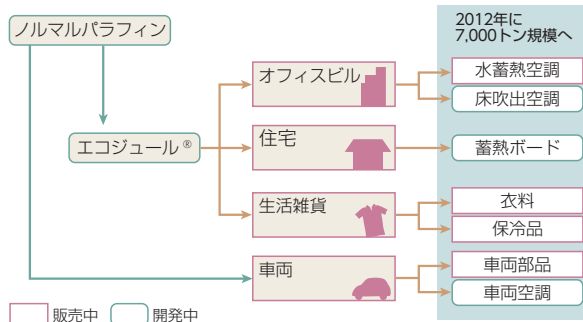 ノルマルパラフィン
2012年に
7,000トン規模へ
オフィスビル
水蓄熱空調
床吹出空調
エコジュール®
住宅
蓄熱ボード
生活雑貨
衣料
保冷品
車両
車両部品
車両空調
販売中
開発中